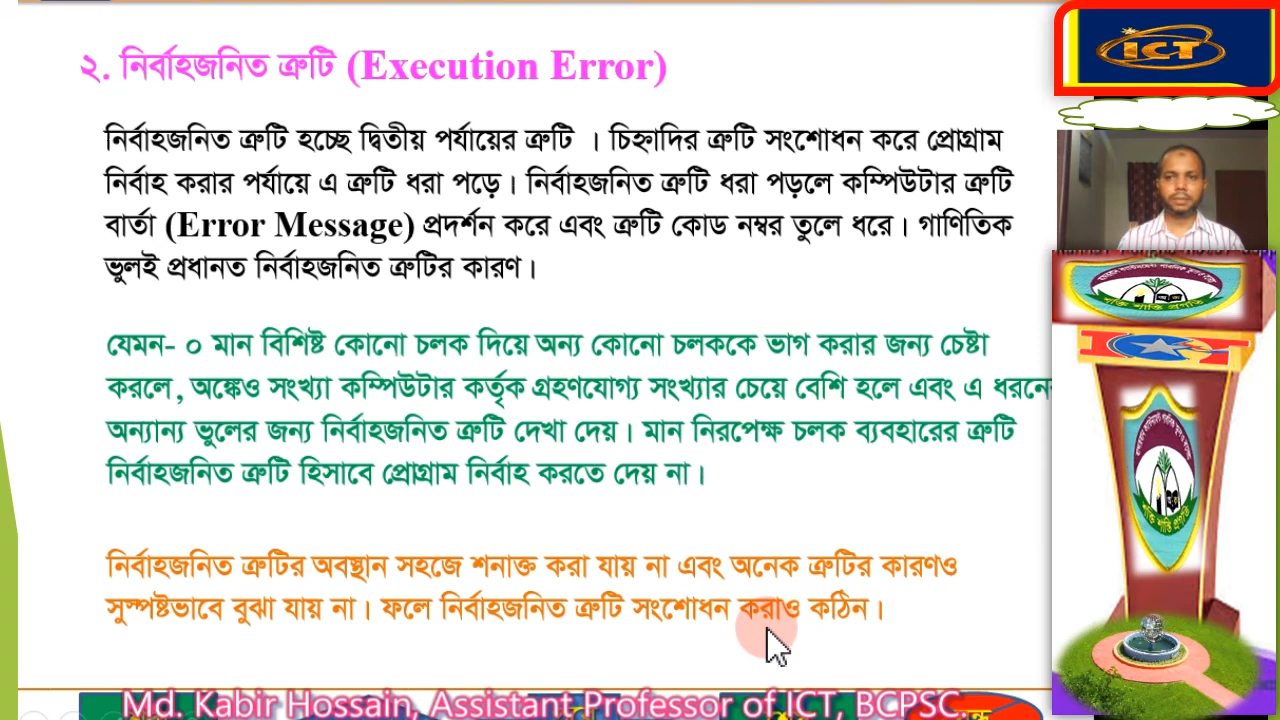 ২. নির্বাহজনিত ত্রুটি (Execution Error)
ICT
নির্বাহজনিত ত্রুটি হচ্ছে দ্বিতীয় পর্যায়ের ত্রুটি । চিহ্নাদির ত্রুটি সংশোধন করে প্রোগ্রাম
নির্বাহ করার পর্যায়ে এ ত্রুটি ধরা পড়ে। নির্বাহজনিত ত্রুটি ধরা পড়লে কম্পিউটার ত্রুটি
বার্তা (Error Message) প্রদর্শন করে এবং ত্রুটি কোড নম্বর তুলে ধরে। গাণিতিক
ভুলই প্রধানত নির্বাহজনিত ত্রুটির কারণ।
যেমন- ০ মান বিশিষ্ট কোনো চলক দিয়ে অন্য কোনো চলককে ভাগ করার জন্য চেষ্টা
করলে, অঙ্কেও সংখ্যা কম্পিউটার কর্তৃক গ্রহণযোগ্য সংখ্যার চেয়ে বেশি হলে এবং এ ধরনের
অন্যান্য ভুলের জন্য নির্বাহজনিত ত্রুটি দেখা দেয়। মান নিরপেক্ষ চলক ব্যবহারের ত্রুটি
নির্বাহজনিত ত্রুটি হিসাবে প্রোগ্রাম নির্বাহ করতে দেয় না।
নির্বাহজনিত ত্রুটির অবস্থান সহজে শনাক্ত করা যায় না এবং অনেক ত্রুটির কারণও
সুস্পষ্টভাবে বুঝা যায় না। ফলে নির্বাহজনিত ত্রুটি সংশোধন করাও কঠিন।
শক্তি শান্তি প্রগতি
শক্তি শান্তি প্রগতি
Md. Kabir Hossain, Assistant Professor of ICT, BCPSC.